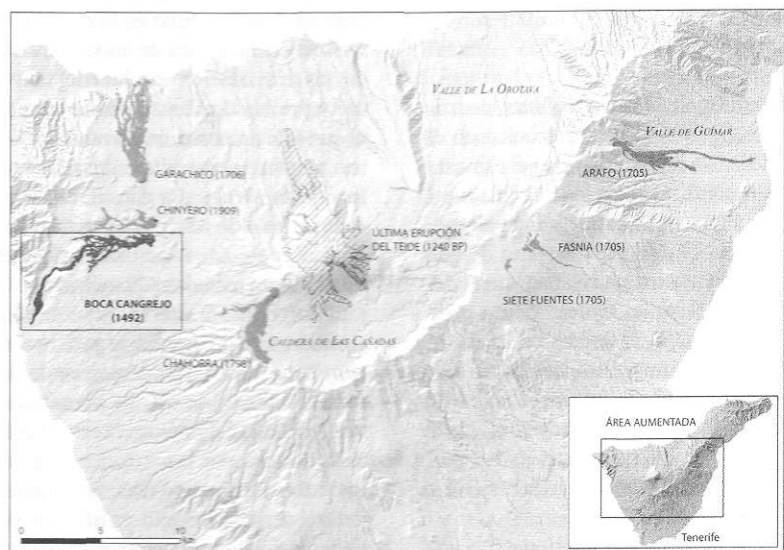 VALLE DE LA OROTAVA
VALLE DE GÜÍMAR
GARACHICO (1706)
ARAFO (1705)
CHINYERO (1909)
ÚLTIMA ERUPCIÓN
DEL TEIDE (1240 BP)
FASNIA (1705)
BOCA CANGREJO
(1492)
SIETE FUENTES (1705)
CALDERA DE LAS CAÑADAS
CHAHORRA (1798)
ÁREA AUMENTADA
Tenerife
0 5 10
km